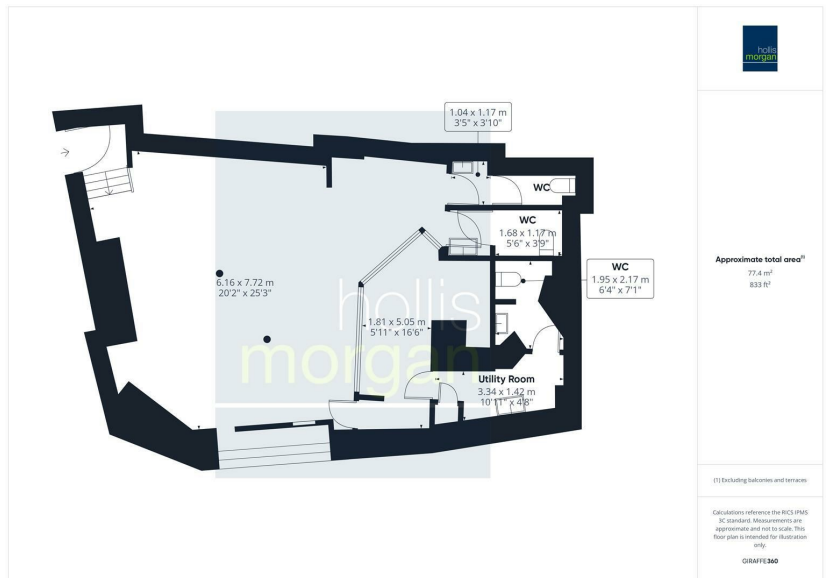 hollis
morgan
1.04 x 1.17 m
3'5" x 3'10"
WC
WC
1.68 x 1.17 m
5'6" x 3'9"
WC
1.95 x 2.17 m
6'4" x 7'1"
6.16 x 7.72 m
20'2" x 25'3"
hollis
morgan
1.81 x 5.05 m
5'11" x 16'6"
Utility Room
3.34 x 1.42 m
10'11" x 4'8"
Approximate total area(1)
77.4 m²
833 ft²
(1) Excluding balconies and terraces
Calculations reference the RICS IPMS
3C standard. Measurements are
approximate and not to scale. This
floor plan is intended for illustration
only.
GIRAFFE360